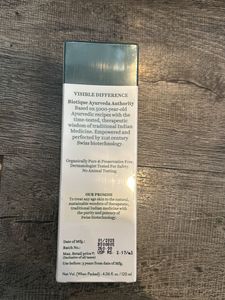 VISIBLE DIFFERENCE
Biotique Ayurveda Authority
Based on 5000-year-old
Ayurvedic recipes with the
time-tested, therapeutic
wisdom of traditional Indian
Medicine. Empowered and
perfected by 21st century
Swiss biotechnology.
Organically Pure & Preservative Free
Dermatologist Tested For Safety.
No Animal Testing.
OUR PROMISE
To treat any age skin to the natural,
sustainable wonders of therapeutic,
traditional Indian medicine with
the purity and potency of
Swiss biotechnology.
Date of Mfg.:
Batch No.:
Max. Retail price ₹:
(Inclusive of all taxes)
Use before 3 years from date of Mfg.
Net Vol. (When Packed) : 4.06 fl oz / 120 ml